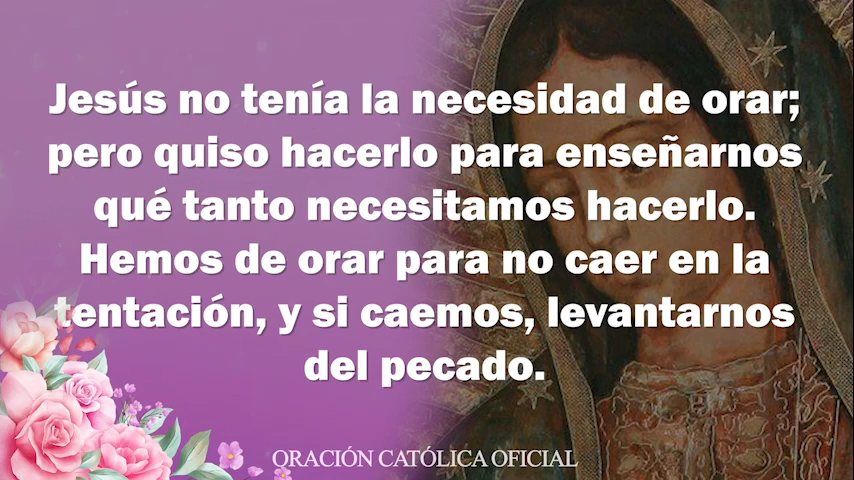 Jesús no tenía la necesidad de orar;
pero quiso hacerlo para enseñarnos
qué tanto necesitamos hacerlo.
Hemos de orar para no caer en la
tentación, y si caemos, levantarnos
del pecado.
ORACIÓN CATÓLICA OFICIAL